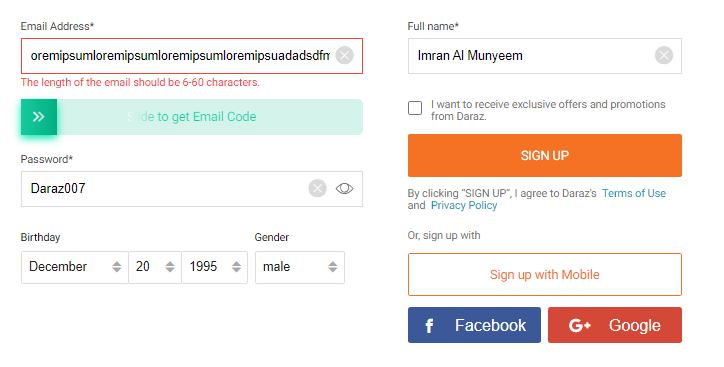 Email Address*
oremipsumloremipsumloremipsumloremipsuadadsdfm
The length of the email should be 6-60 characters.
Slide to get Email Code
Password*
Daraz007
Birthday
Gender
December
20
1995
male
Full name*
Imran Al Munyeem
I want to receive exclusive offers and promotions
from Daraz.
SIGN UP
By clicking “SIGN UP”, I agree to Daraz's Terms of Use
and Privacy Policy
Or, sign up with
Sign up with Mobile
f Facebook
G+ Google